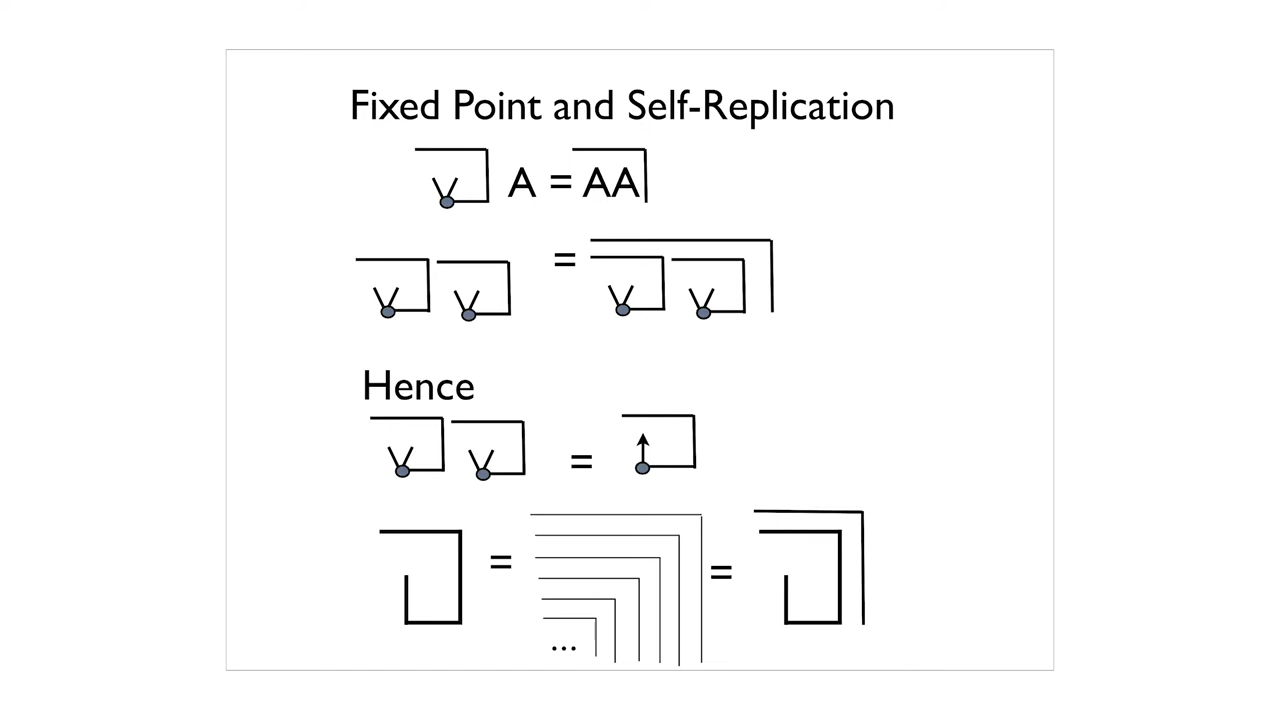 Fixed Point and Self-Replication
A = AA
=
Hence
=
= ... =